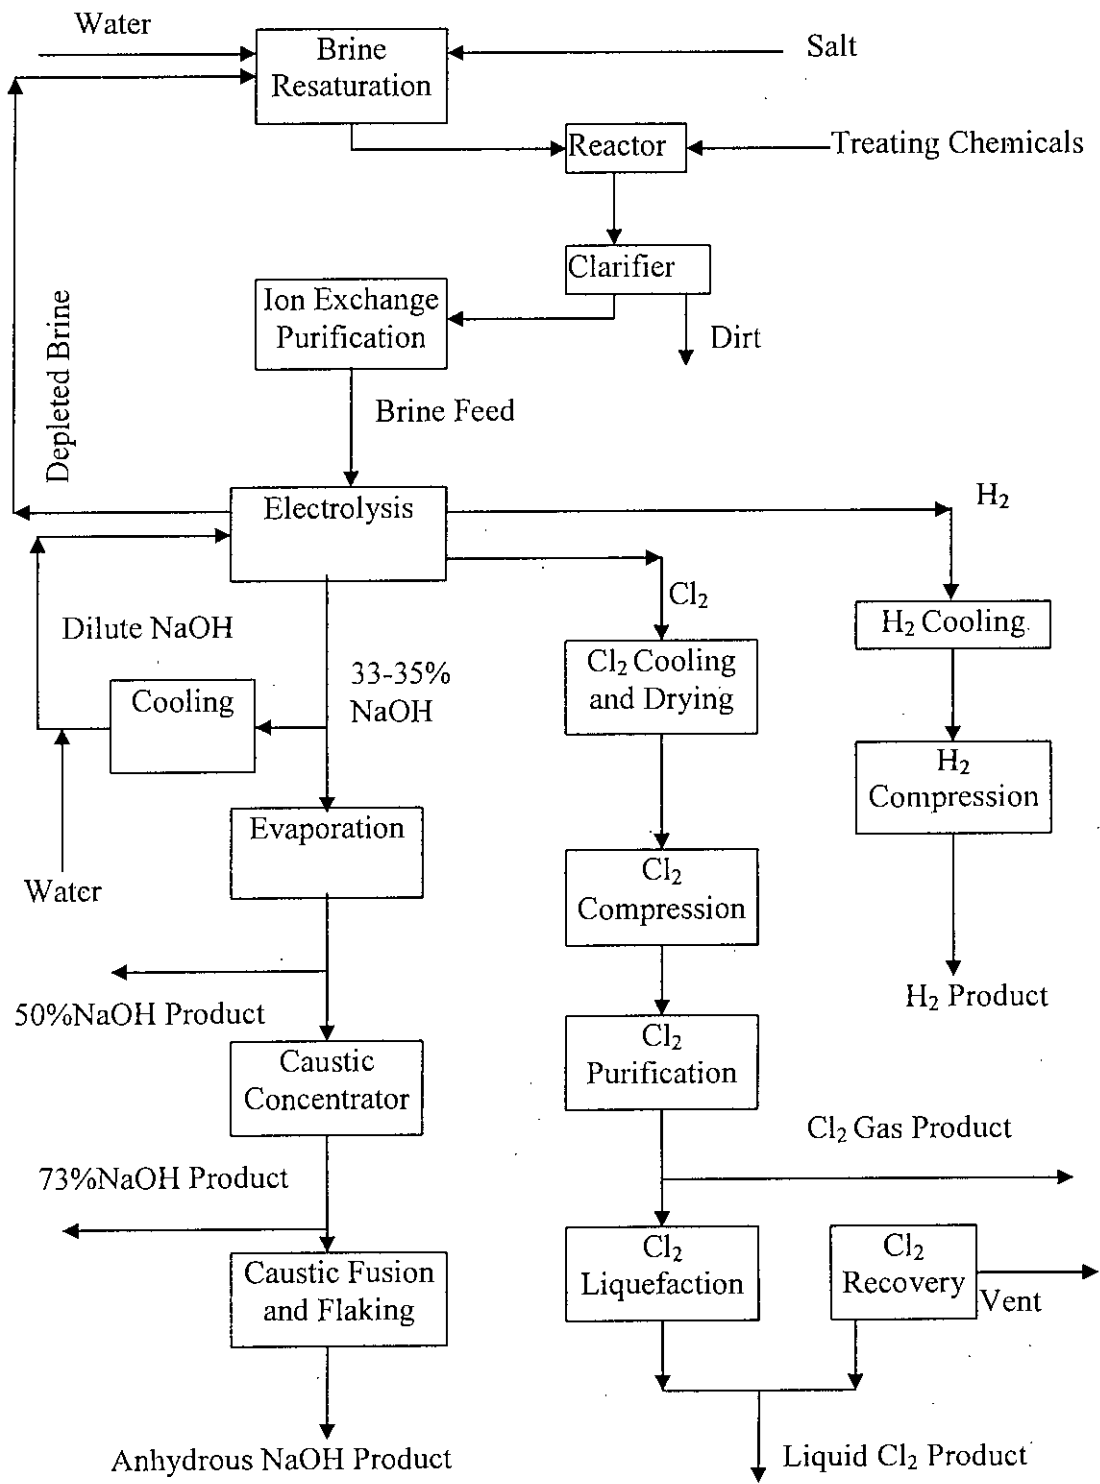 Water
Brine
Resaturation
Salt
Reactor
Treating Chemicals
Clarifier
Ion Exchange
Purification
Dirt
Depleted Brine
Brine Feed
Electrolysis
H₂
Cl₂
Dilute NaOH
H₂ Cooling
33-35%
NaOH
Cl₂ Cooling
and Drying
Cooling
H₂
Compression
Evaporation
Water
Cl₂
Compression
H₂ Product
50%NaOH Product
Cl₂
Purification
Caustic
Concentrator
Cl₂ Gas Product
73%NaOH Product
Cl₂
Liquefaction
Cl₂
Recovery
Vent
Caustic Fusion
and Flaking
Anhydrous NaOH Product
Liquid Cl₂ Product